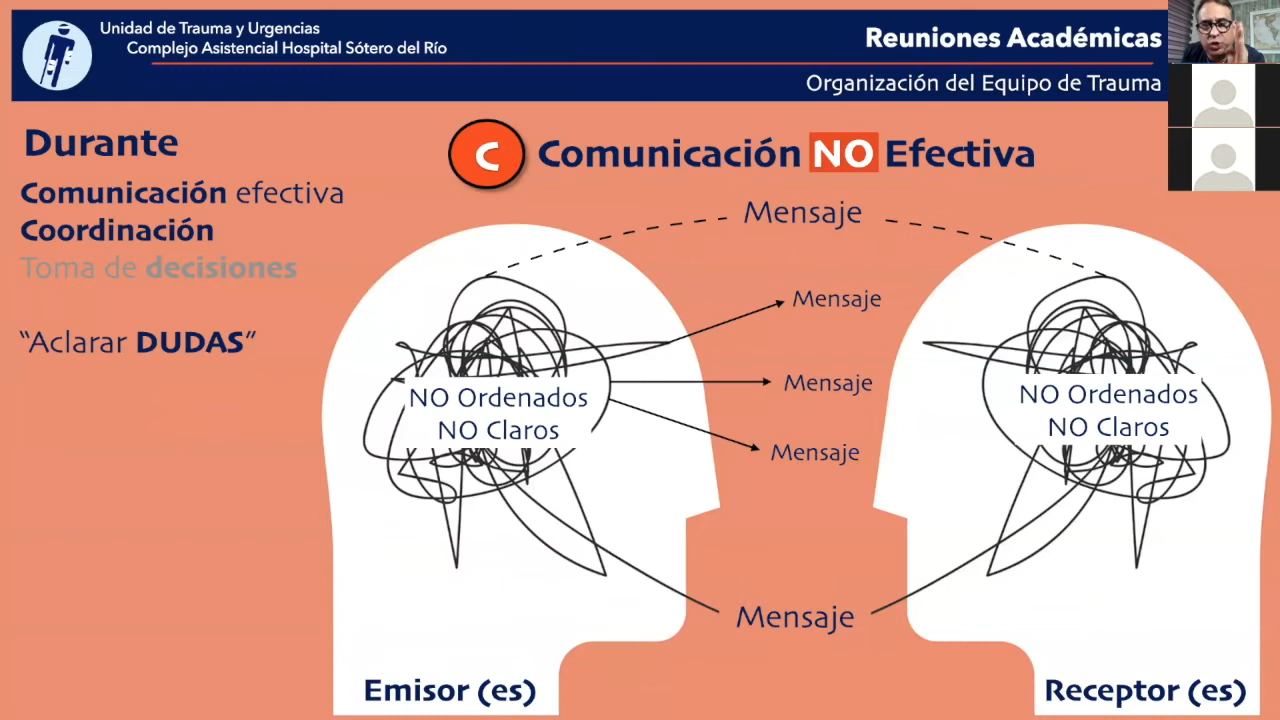 Unidad de Trauma y Urgencias
Complejo Asistencial Hospital Sótero del Río
Reuniones Académicas
Organización del Equipo de Trauma
Durante
Comunicación efectiva
Coordinación
Toma de decisiones
“Aclarar DUDAS”
C Comunicación NO Efectiva
Mensaje
Mensaje
Mensaje
Mensaje
NO Ordenados
NO Claros
NO Ordenados
NO Claros
Mensaje
Emisor (es)
Receptor (es)